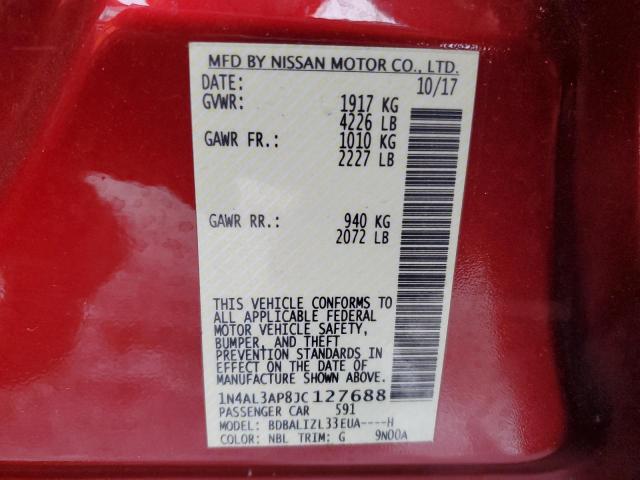 MFD BY NISSAN MOTOR CO., LTD.
DATE: 10/17
GVWR: 1917 KG
4226 LB
GAWR FR.: 1010 KG
2227 LB
GAWR RR.: 940 KG
2072 LB
THIS VEHICLE CONFORMS TO
ALL APPLICABLE FEDERAL
MOTOR VEHICLE SAFETY,
BUMPER, AND THEFT
PREVENTION STANDARDS IN
EFFECT ON THE DATE OF
MANUFACTURE SHOWN ABOVE.
1N4AL3AP8JC127688
PASSENGER CAR 591
MODEL: BDBALIZL33EUA----H
COLOR: NBL TRIM: G 9N00A